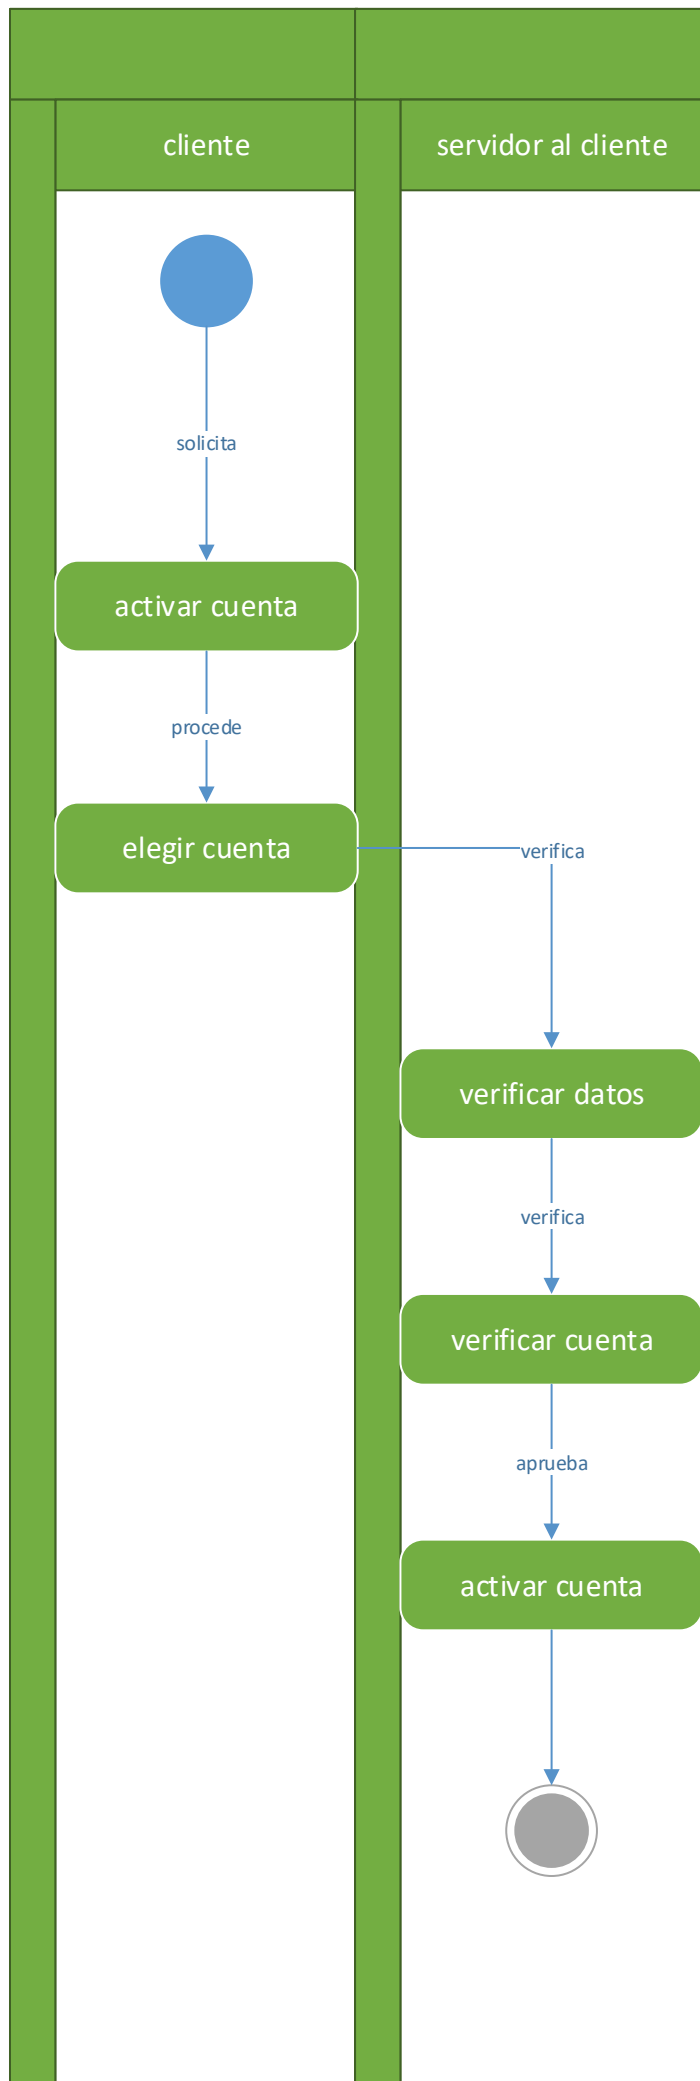 cliente
servidor al cliente
solicita
activar cuenta
procede
elegir cuenta
verifica
verificar datos
verifica
verificar cuenta
aprueba
activar cuenta